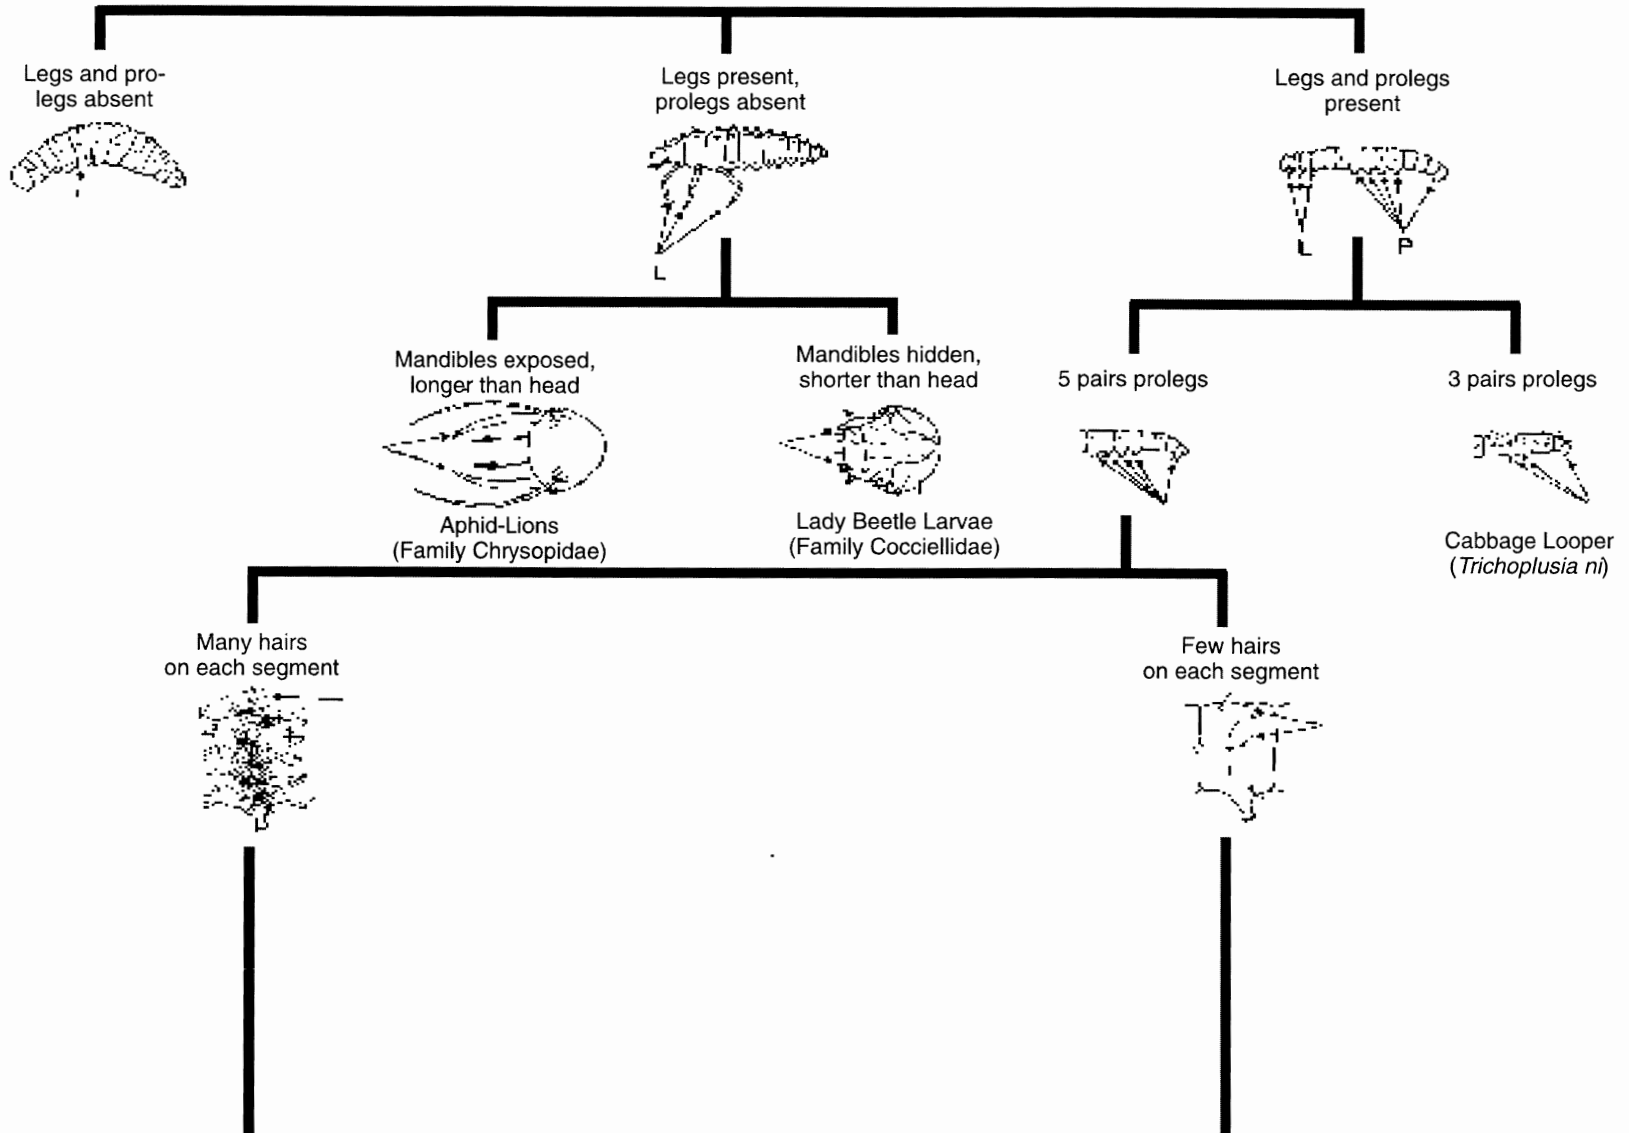 Legs and pro-
legs absent
Legs present,
prolegs absent
Legs and prolegs
present
L
L
P
Mandibles exposed,
longer than head
Mandibles hidden,
shorter than head
5 pairs prolegs
3 pairs prolegs
Aphid-Lions
(Family Chrysopidae)
Lady Beetle Larvae
(Family Cocciellidae)
Cabbage Looper
(Trichoplusia ni)
Many hairs
on each segment
Few hairs
on each segment